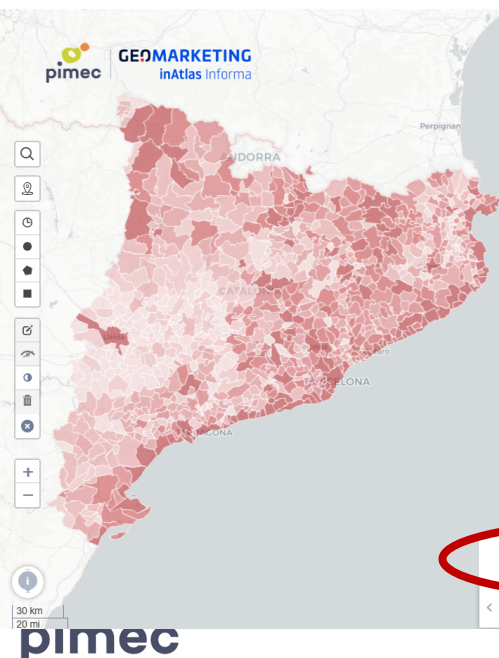 pimec
GEOMARKETING
inAtlas Informa
Perpignan
ANDORRA
CATAL
Lleida
BARCELONA
TARRAGONA
30 km
20 mi
pimec